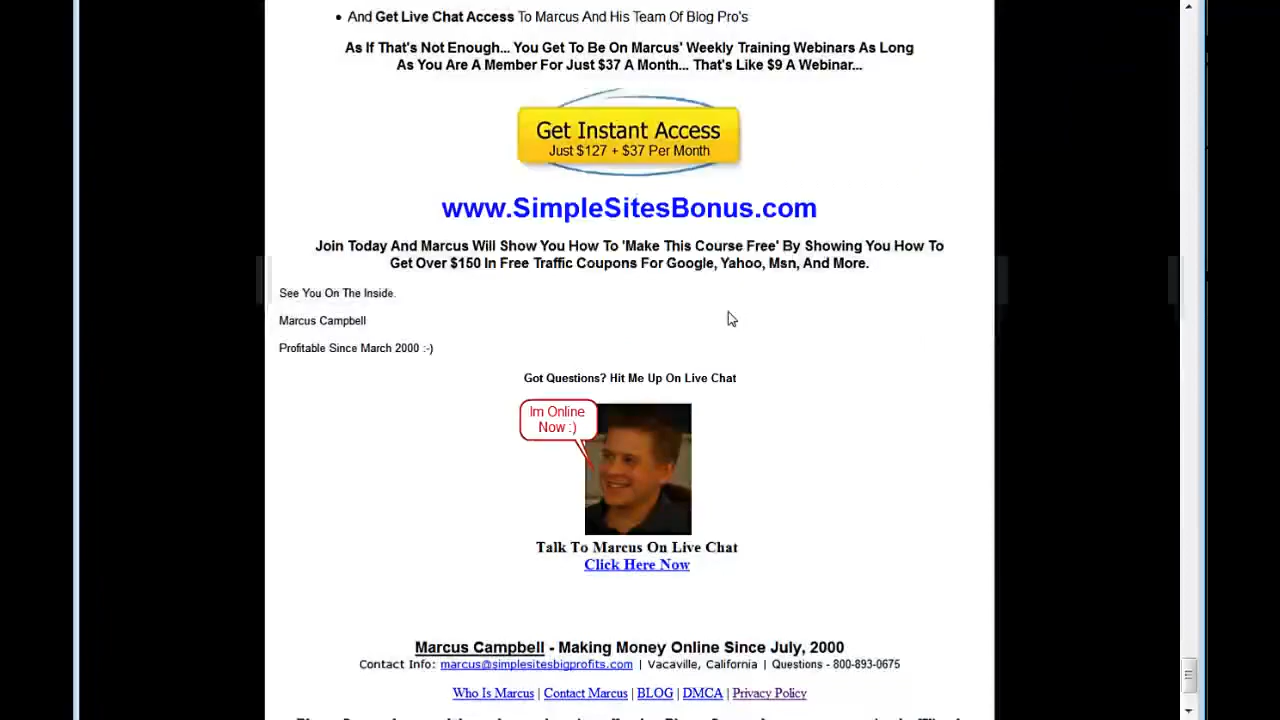 And Get Live Chat Access To Marcus And His Team Of Blog Pro's
As If That's Not Enough... You Get To Be On Marcus' Weekly Training Webinars As Long
As You Are A Member For Just $37 A Month... That's Like $9 A Webinar...
Get Instant Access
Just $127 + $37 Per Month
www.SimpleSitesBonus.com
Join Today And Marcus Will Show You How To 'Make This Course Free' By Showing You How To
Get Over $150 In Free Traffic Coupons For Google, Yahoo, Msn, And More.
See You On The Inside.
Marcus Campbell
Profitable Since March 2000 :-)
Got Questions? Hit Me Up On Live Chat
Im Online
Now :)
Talk To Marcus On Live Chat
Click Here Now
Marcus Campbell - Making Money Online Since July, 2000
Contact Info: marcus@simplesitesbigprofits.com | Vacaville, California | Questions - 800-893-0675
Who Is Marcus | Contact Marcus | BLOG | DMCA | Privacy Policy